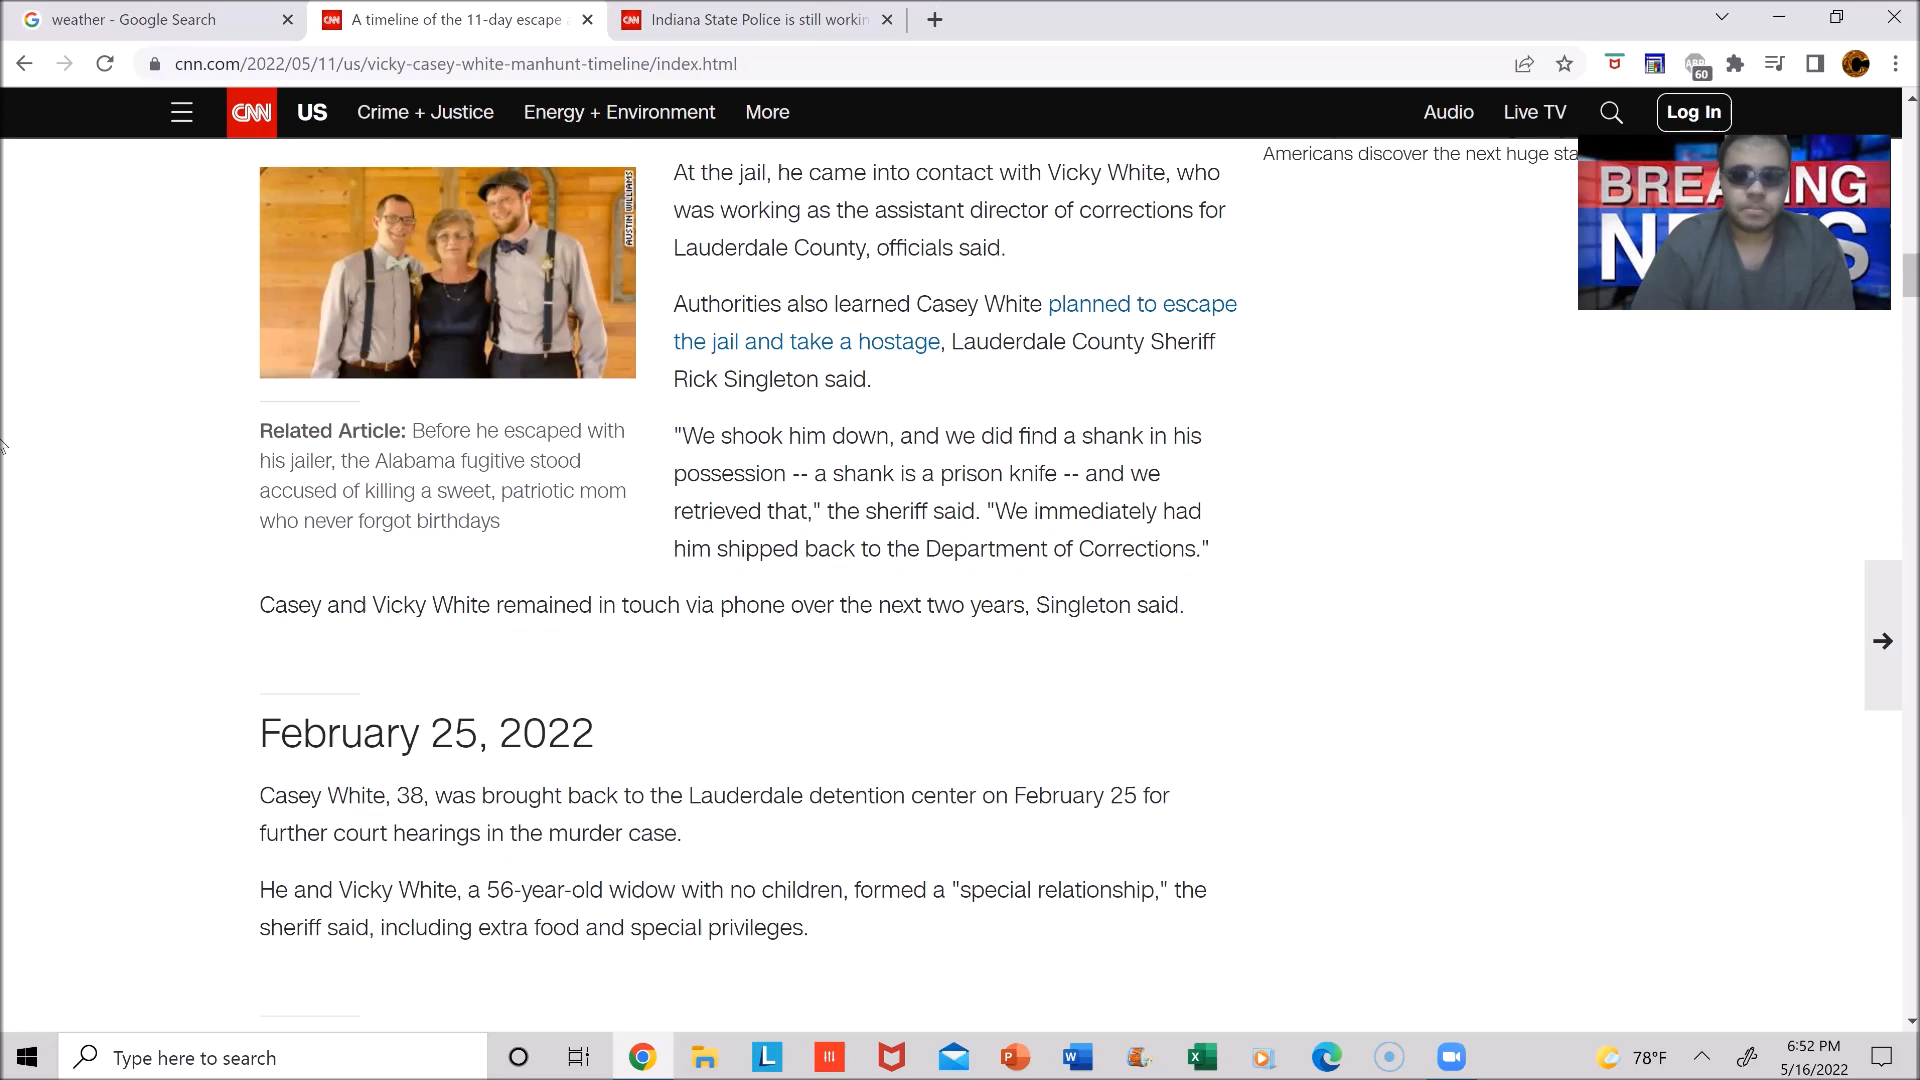 weather - Google Search
A timeline of the 11-day escape
Indiana State Police is still workin
cnn.com/2022/05/11/us/vicky-casey-white-manhunt-timeline/index.html
ABP
60
CNN US Crime + Justice Energy + Environment More Audio Live TV Log In
Americans discover the next huge sta
BREA NG
N S
AUSTIN WILLIAMS
At the jail, he came into contact with Vicky White, who
was working as the assistant director of corrections for
Lauderdale County, officials said.
Authorities also learned Casey White planned to escape
the jail and take a hostage, Lauderdale County Sheriff
Rick Singleton said.
Related Article: Before he escaped with
his jailer, the Alabama fugitive stood
accused of killing a sweet, patriotic mom
who never forgot birthdays
"We shook him down, and we did find a shank in his
possession -- a shank is a prison knife -- and we
retrieved that," the sheriff said. "We immediately had
him shipped back to the Department of Corrections."
Casey and Vicky White remained in touch via phone over the next two years, Singleton said.
February 25, 2022
Casey White, 38, was brought back to the Lauderdale detention center on February 25 for
further court hearings in the murder case.
He and Vicky White, a 56-year-old widow with no children, formed a "special relationship," the
sheriff said, including extra food and special privileges.
Type here to search
78°F
6:52 PM
5/16/2022